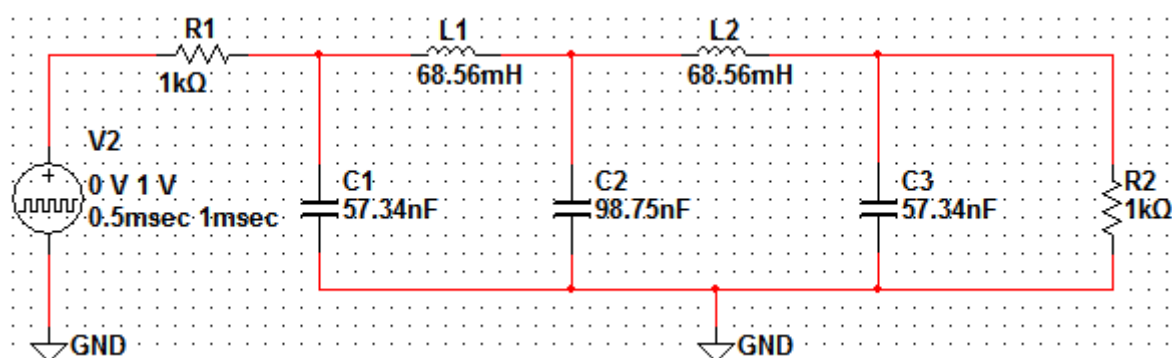 R1
1kΩ
L1
68.56mH
L2
68.56mH
V2
0 V 1 V
0.5msec 1msec
C1
57.34nF
C2
98.75nF
C3
57.34nF
R2
1kΩ
GND
GND